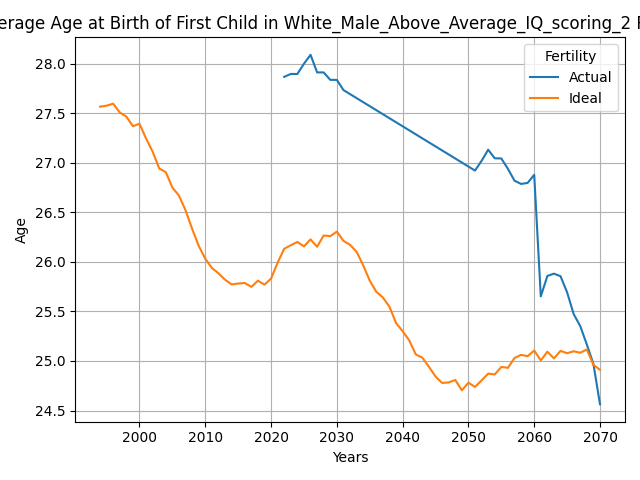 verage Age at Birth of First Child in White_Male_Above_Average_IQ_scoring_2
Fertility
Actual
Ideal
28.0
27.5
27.0
26.5
26.0
25.5
25.0
24.5
Age
2000 2010 2020 2030 2040 2050 2060 2070
Years